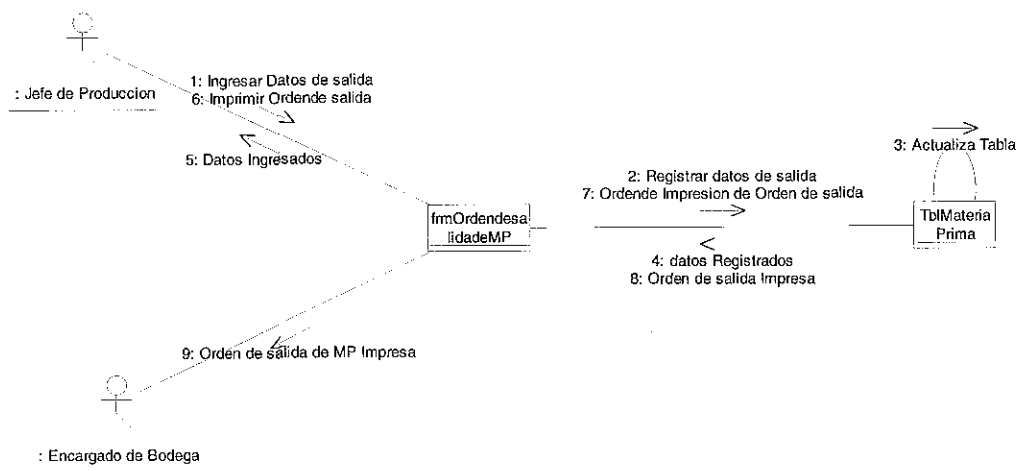 1: Ingresar Datos de salida
: Jefe de Produccion
6: Imprimir Ordende salida
3: Actualiza Tabla
5: Datos Ingresados
2: Registrar datos de salida
7: Ordende Impresion de Orden de salida
frmOrdendesa
lidadeMP
TblMateria
Prima
4: datos Registrados
8: Orden de salida Impresa
9: Orden de salida de MP Impresa
: Encargado de Bodega